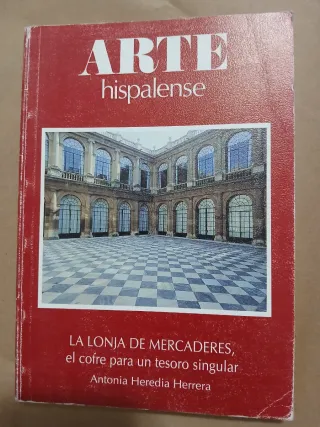 ARTE
hispalense
LA LONJA DE MERCADERES,
el cofre para un tesoro singular
Antonia Heredia Herrera